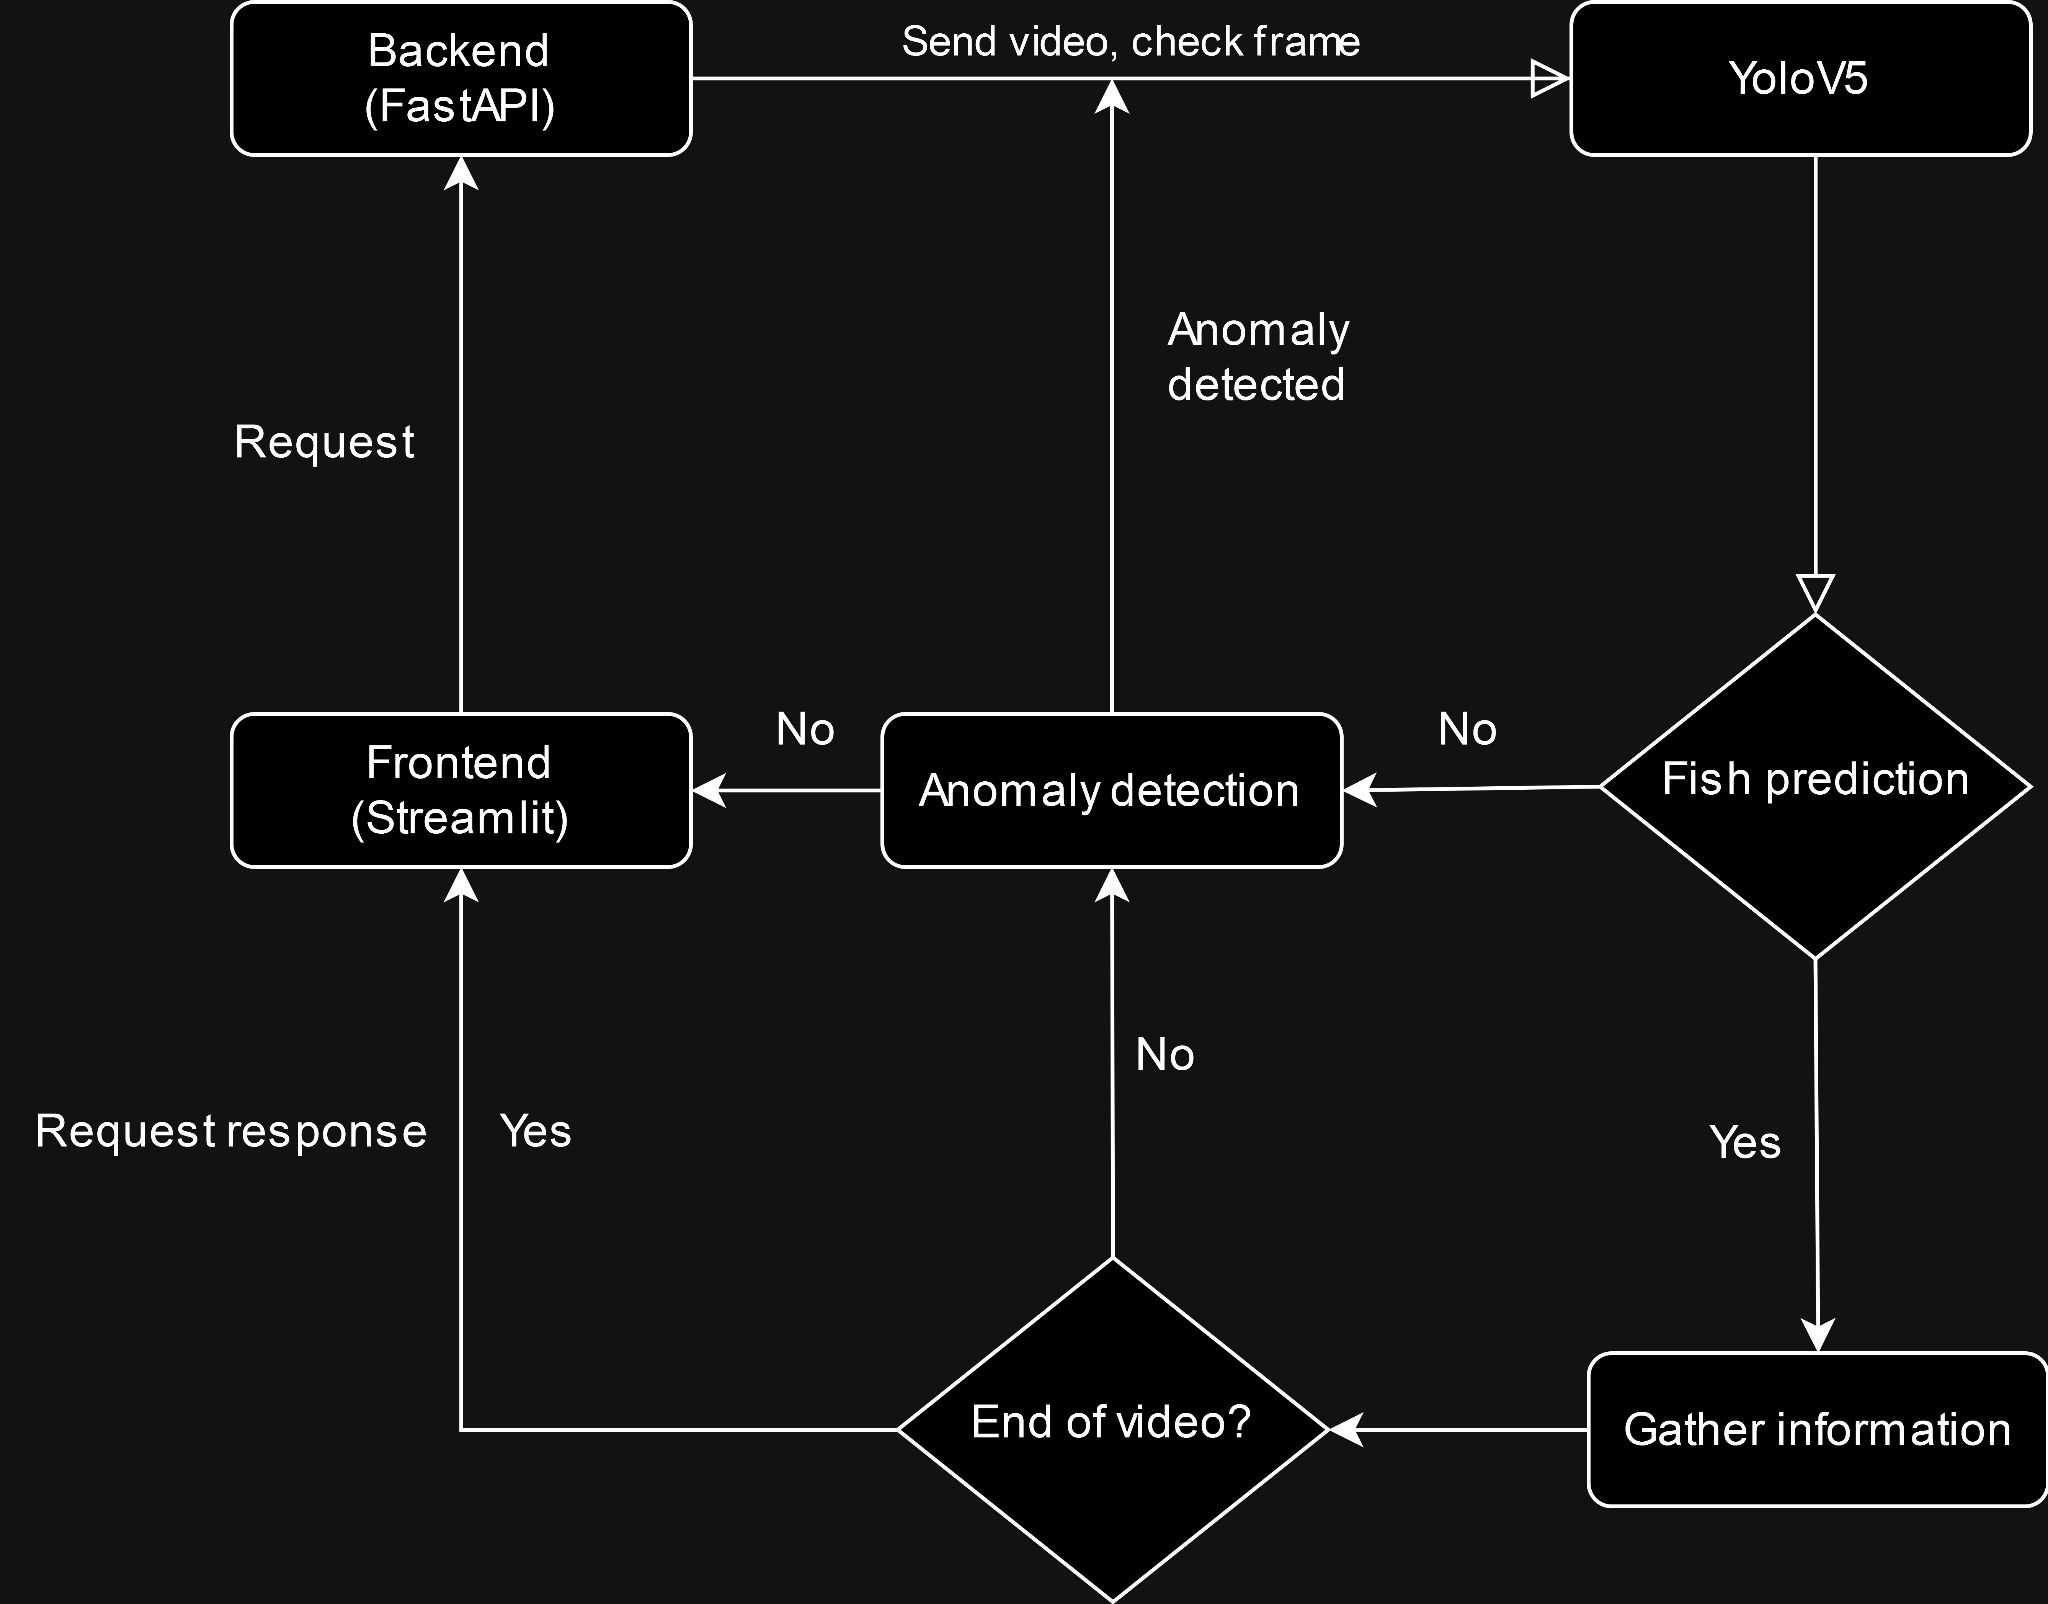 Backend
(FastAPI)
Send video, check frame
YoloV5
Anomaly
detected
Request
No
No
Frontend
(Streamlit)
Anomaly detection
Fish prediction
No
Request response
Yes
Yes
End of video?
Gather information